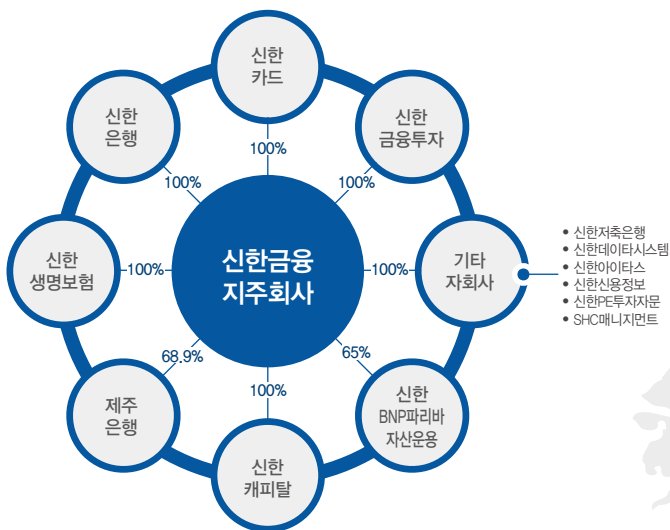 신한
카드
신한
은행
신한
금융투자
100%
100%
100%
신한
생명보험
100%
신한금융
지주회사
100%
기타
자회사
• 신한저축은행
• 신한데이타시스템
• 신한아이타스
• 신한신용정보
• 신한PE투자자문
• SHC매니지먼트
68.9%
100%
65%
제주
은행
신한
캐피탈
신한
BNP파리바
자산운용